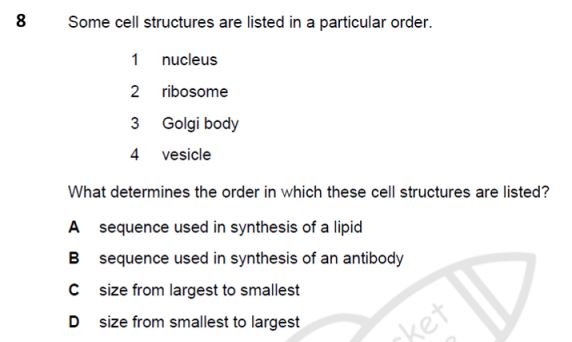 8 Some cell structures are listed in a particular order.
1 nucleus
2 ribosome
3 Golgi body
4 vesicle
What determines the order in which these cell structures are listed?
A sequence used in synthesis of a lipid
B sequence used in synthesis of an antibody
C size from largest to smallest
D size from smallest to largest